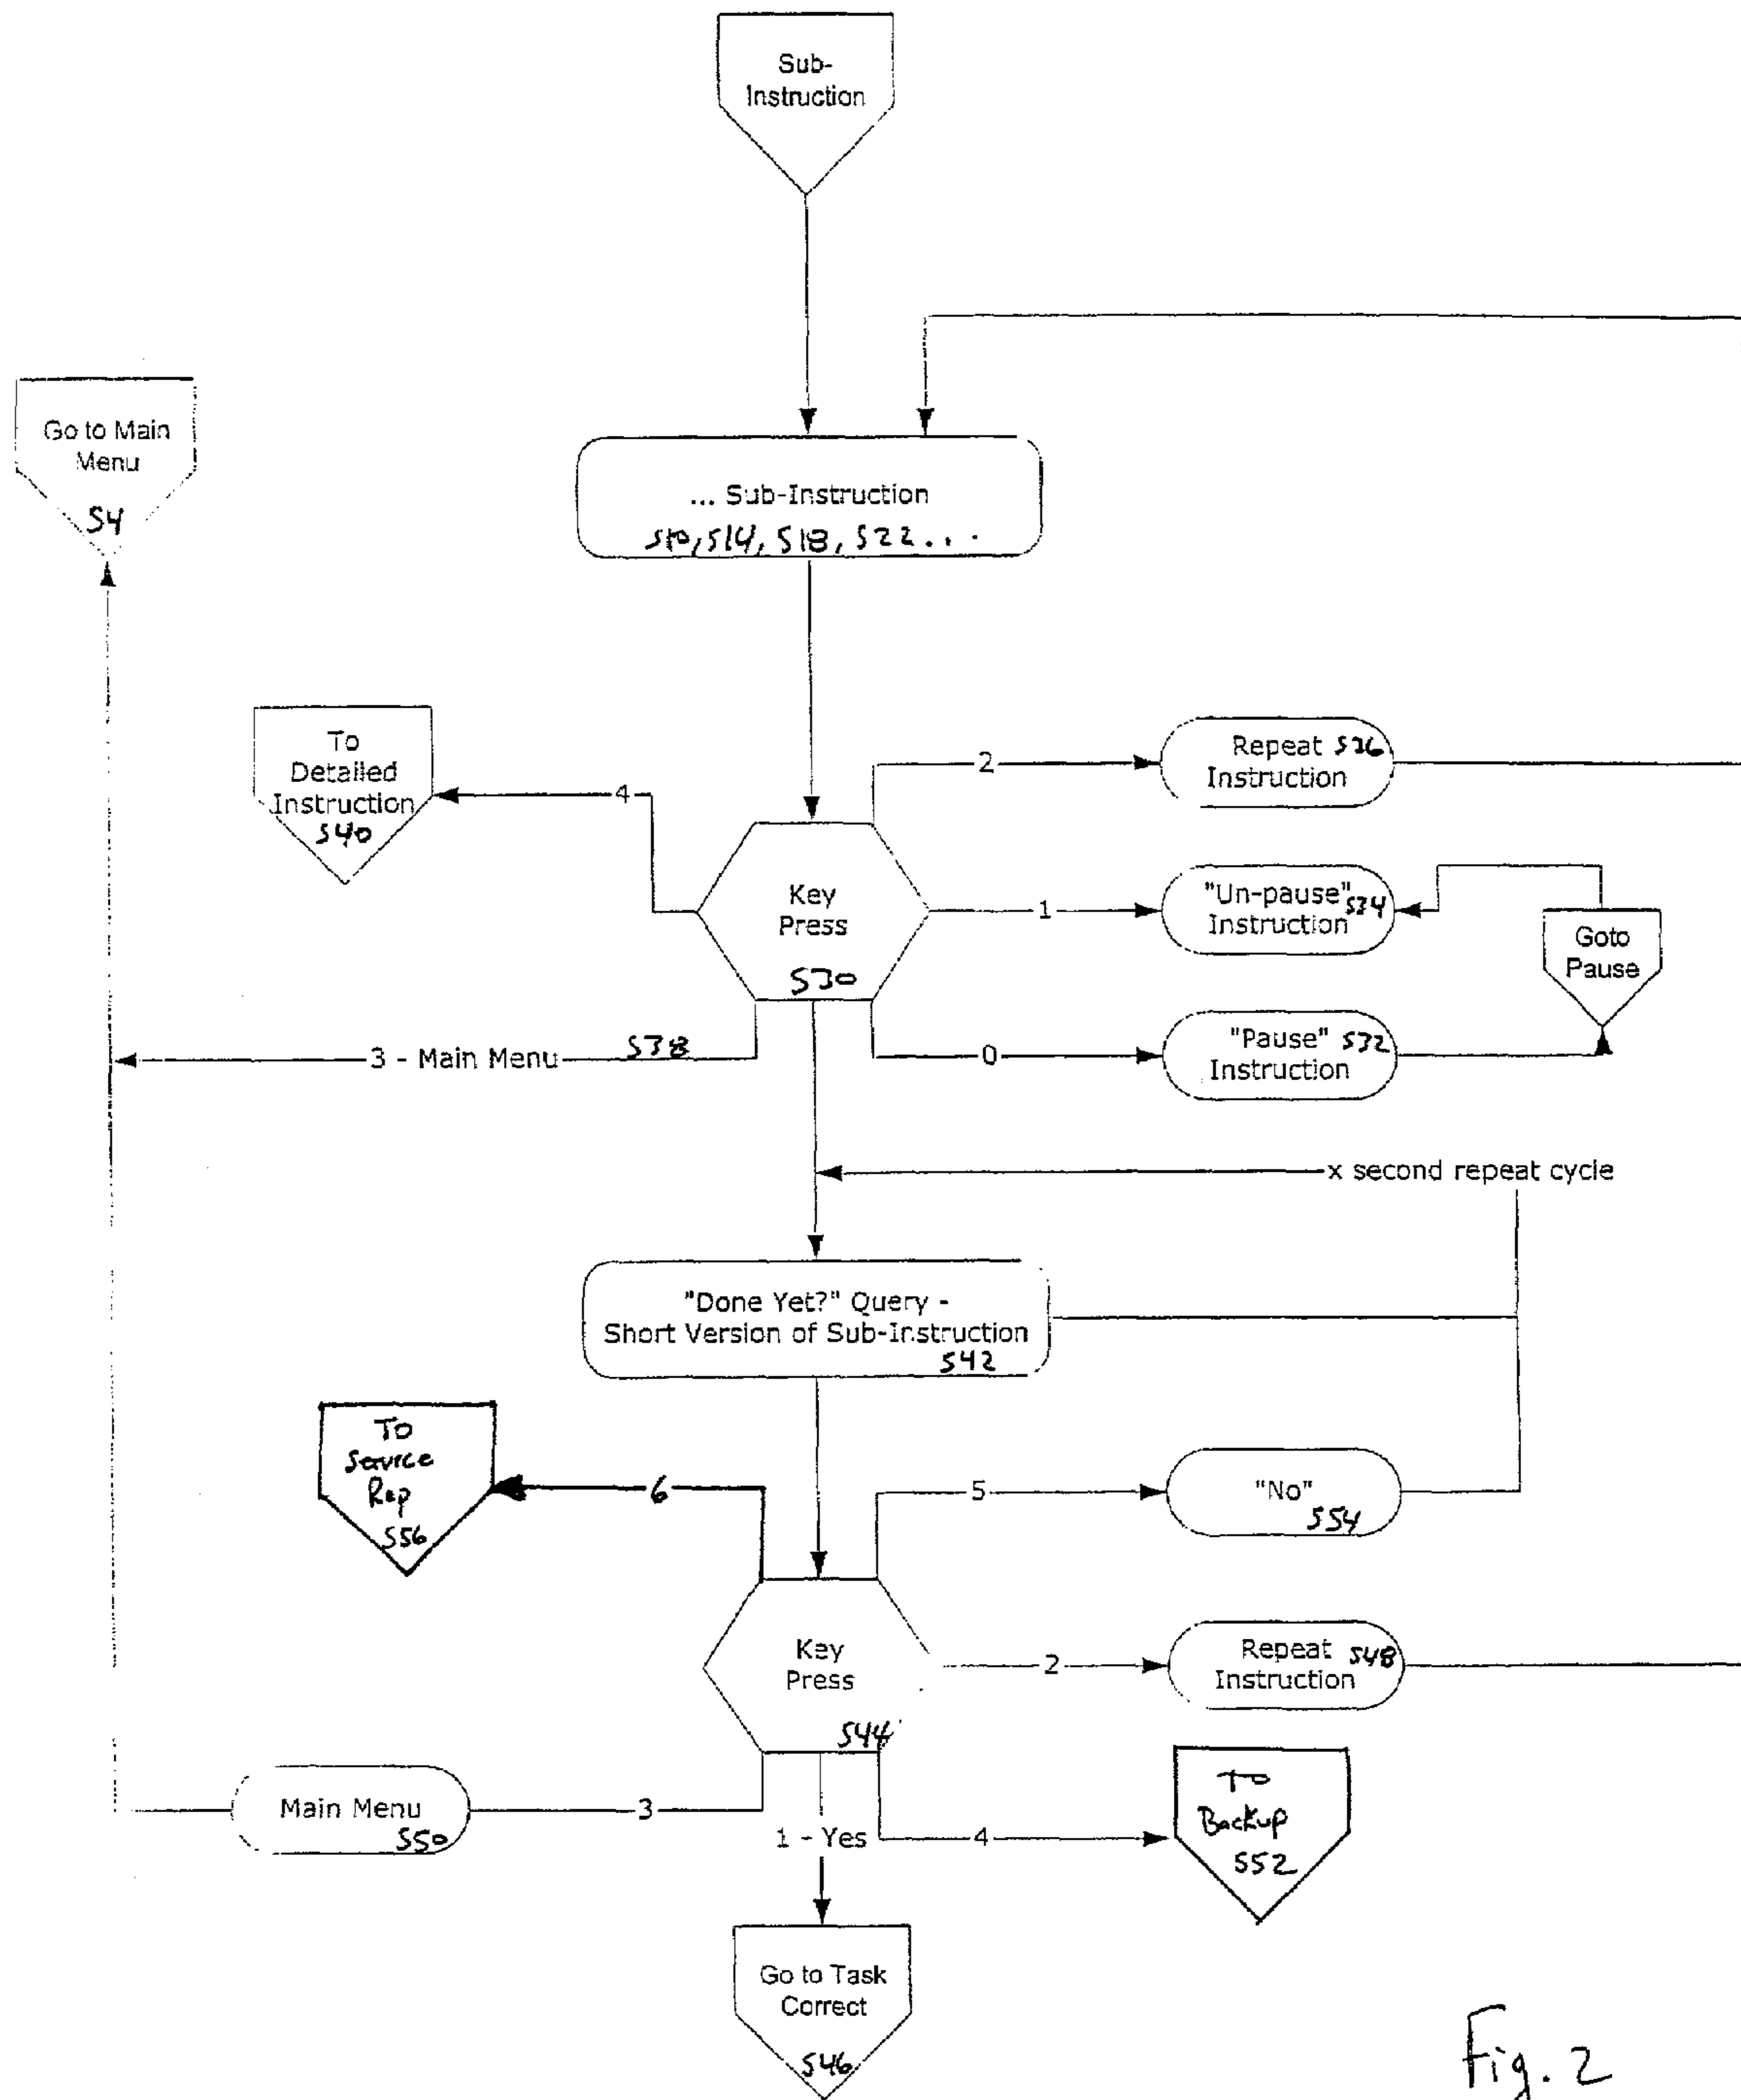 Sub-
Instruction
Go to Main
Menu
S4
... Sub-Instruction
S10, S14, S18, S22...
To
Detailed
Instruction
S40
4
2
Repeat S36
Instruction
Key
Press
S30
1
"Un-pause" S34
Instruction
Goto
Pause
3 - Main Menu S38
0
"Pause" S32
Instruction
x second repeat cycle
"Done Yet?" Query -
Short Version of Sub-Instruction
S42
To
Service
Rep
S56
6
5
"No"
S54
Key
Press
S44
2
Repeat S48
Instruction
Main Menu
S50
3
1 - Yes
4
To
Backup
S52
Go to Task
Correct
S46
Fig. 2